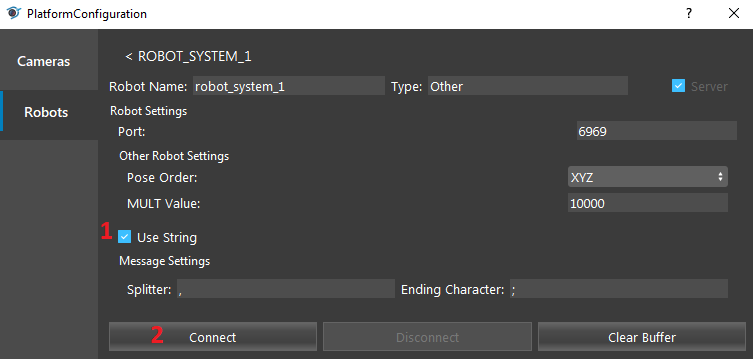 PlatformConfiguration ? ×
Cameras
Robots
< ROBOT_SYSTEM_1
Robot Name: robot_system_1 Type: Other Server
Robot Settings
Port: 6969
Other Robot Settings
Pose Order: XYZ
MULT Value: 10000
1 Use String
Message Settings
Splitter: , Ending Character: ;
2 Connect Disconnect Clear Buffer